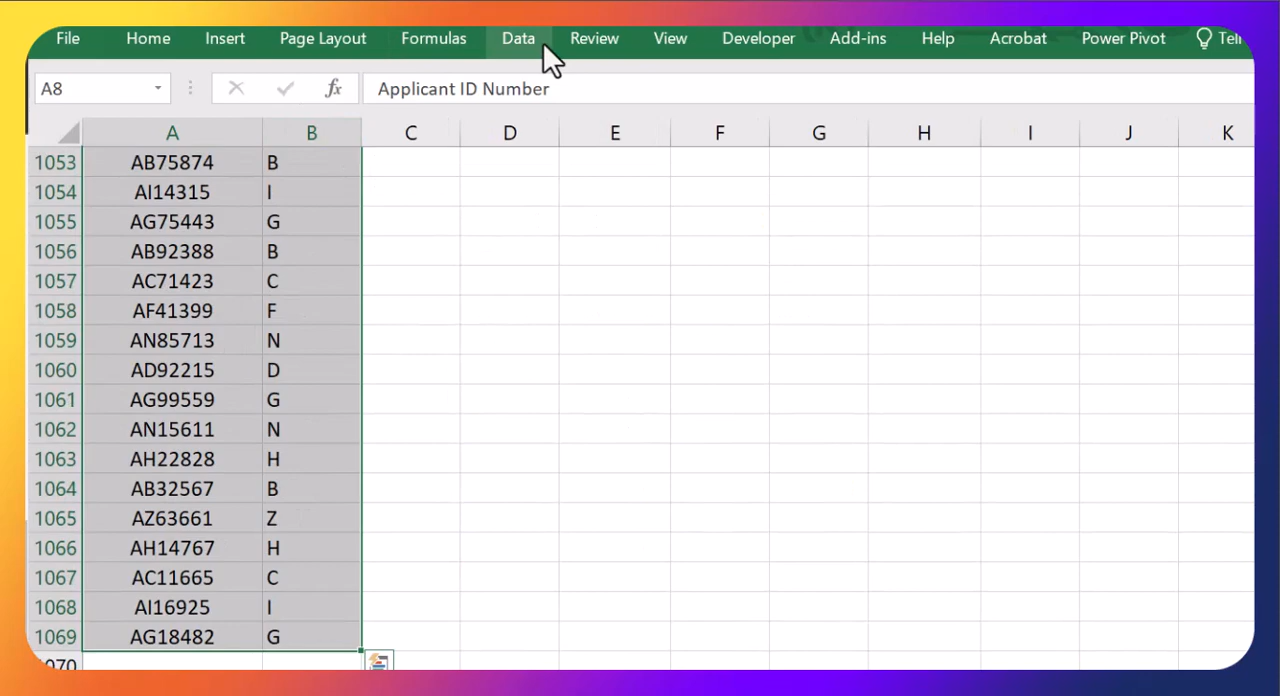 File Home Insert Page Layout Formulas Data Review View Developer Add-ins Help Acrobat Power Pivot Tell
A8 fx Applicant ID Number
A B C D E F G H I J K
1053 AB75874 B
1054 AI14315 I
1055 AG75443 G
1056 AB92388 B
1057 AC71423 C
1058 AF41399 F
1059 AN85713 N
1060 AD92215 D
1061 AG99559 G
1062 AN15611 N
1063 AH22828 H
1064 AB32567 B
1065 AZ63661 Z
1066 AH14767 H
1067 AC11665 C
1068 AI16925 I
1069 AG18482 G
1070